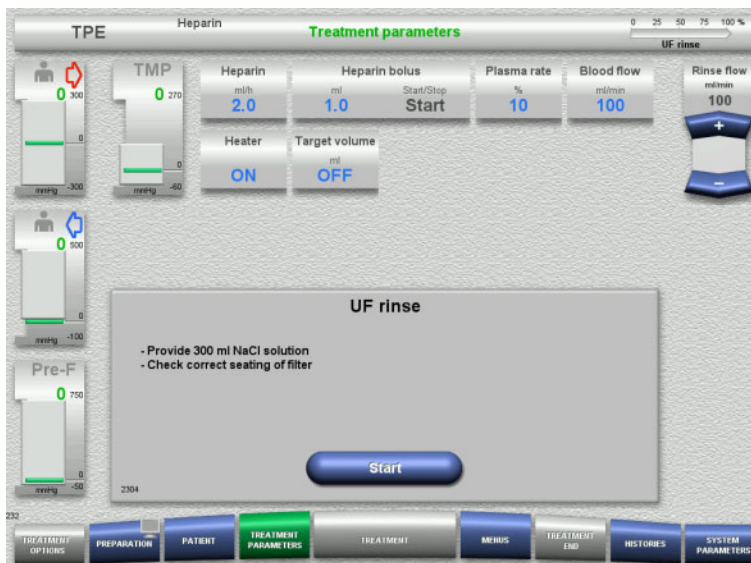 TPE
Heparin
Treatment parameters
0 25 50 75 100 %
UF rinse
0 300
0
mmHg -300
TMP
0 270
0
mmHg -60
Heparin
ml/h
2.0
Heparin bolus
ml Start/Stop
1.0 Start
Plasma rate
%
10
Blood flow
ml/min
100
Rinse flow
ml/min
100
+
−
Heater
ON
Target volume
ml
OFF
0 500
0
mmHg -100
Pre-F
0 750
0
mmHg -50
UF rinse
- Provide 300 ml NaCl solution
- Check correct seating of filter
Start
2304
232
TREATMENT
OPTIONS
PREPARATION
PATIENT
TREATMENT
PARAMETERS
TREATMENT
MENUS
TREATMENT
END
HISTORIES
SYSTEM
PARAMETERS